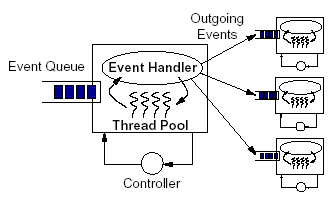 Outgoing
Events
Event Queue
Event Handler
Thread Pool
Controller